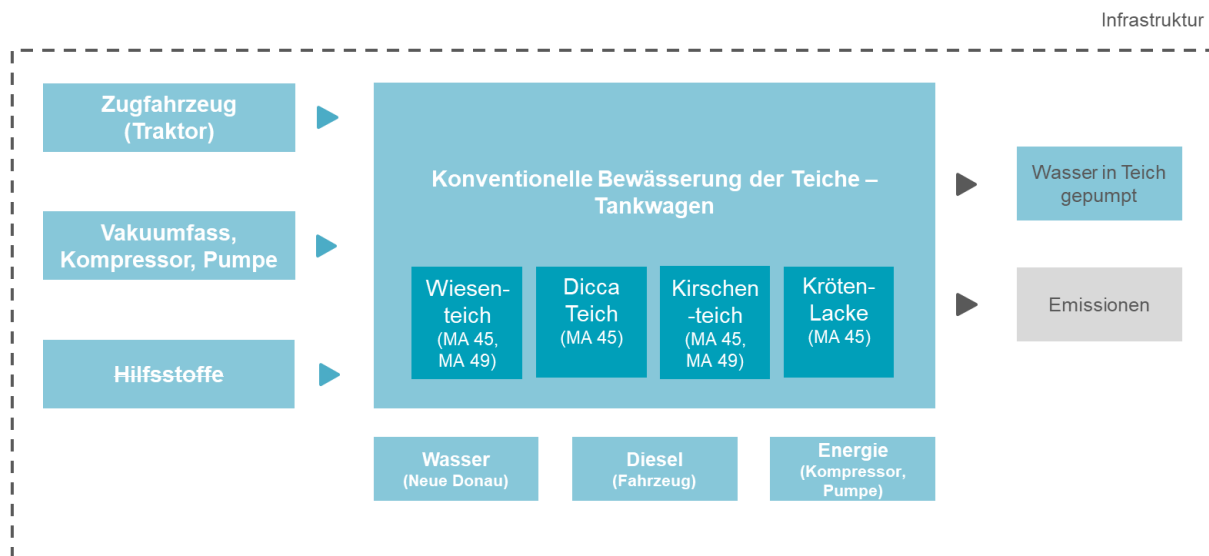 Infrastruktur
Zugfahrzeug
(Traktor)
Vakuumfass,
Kompressor, Pumpe
Hilfsstoffe
Konventionelle Bewässerung der Teiche –
Tankwagen
Wiesen-
teich
(MA 45,
MA 49)
Dicca
Teich
(MA 45)
Kirschen
-teich
(MA 45,
MA 49)
Kröten-
Lacke
(MA 45)
Wasser in Teich
gepumpt
Emissionen
Wasser
(Neue Donau)
Diesel
(Fahrzeug)
Energie
(Kompressor,
Pumpe)